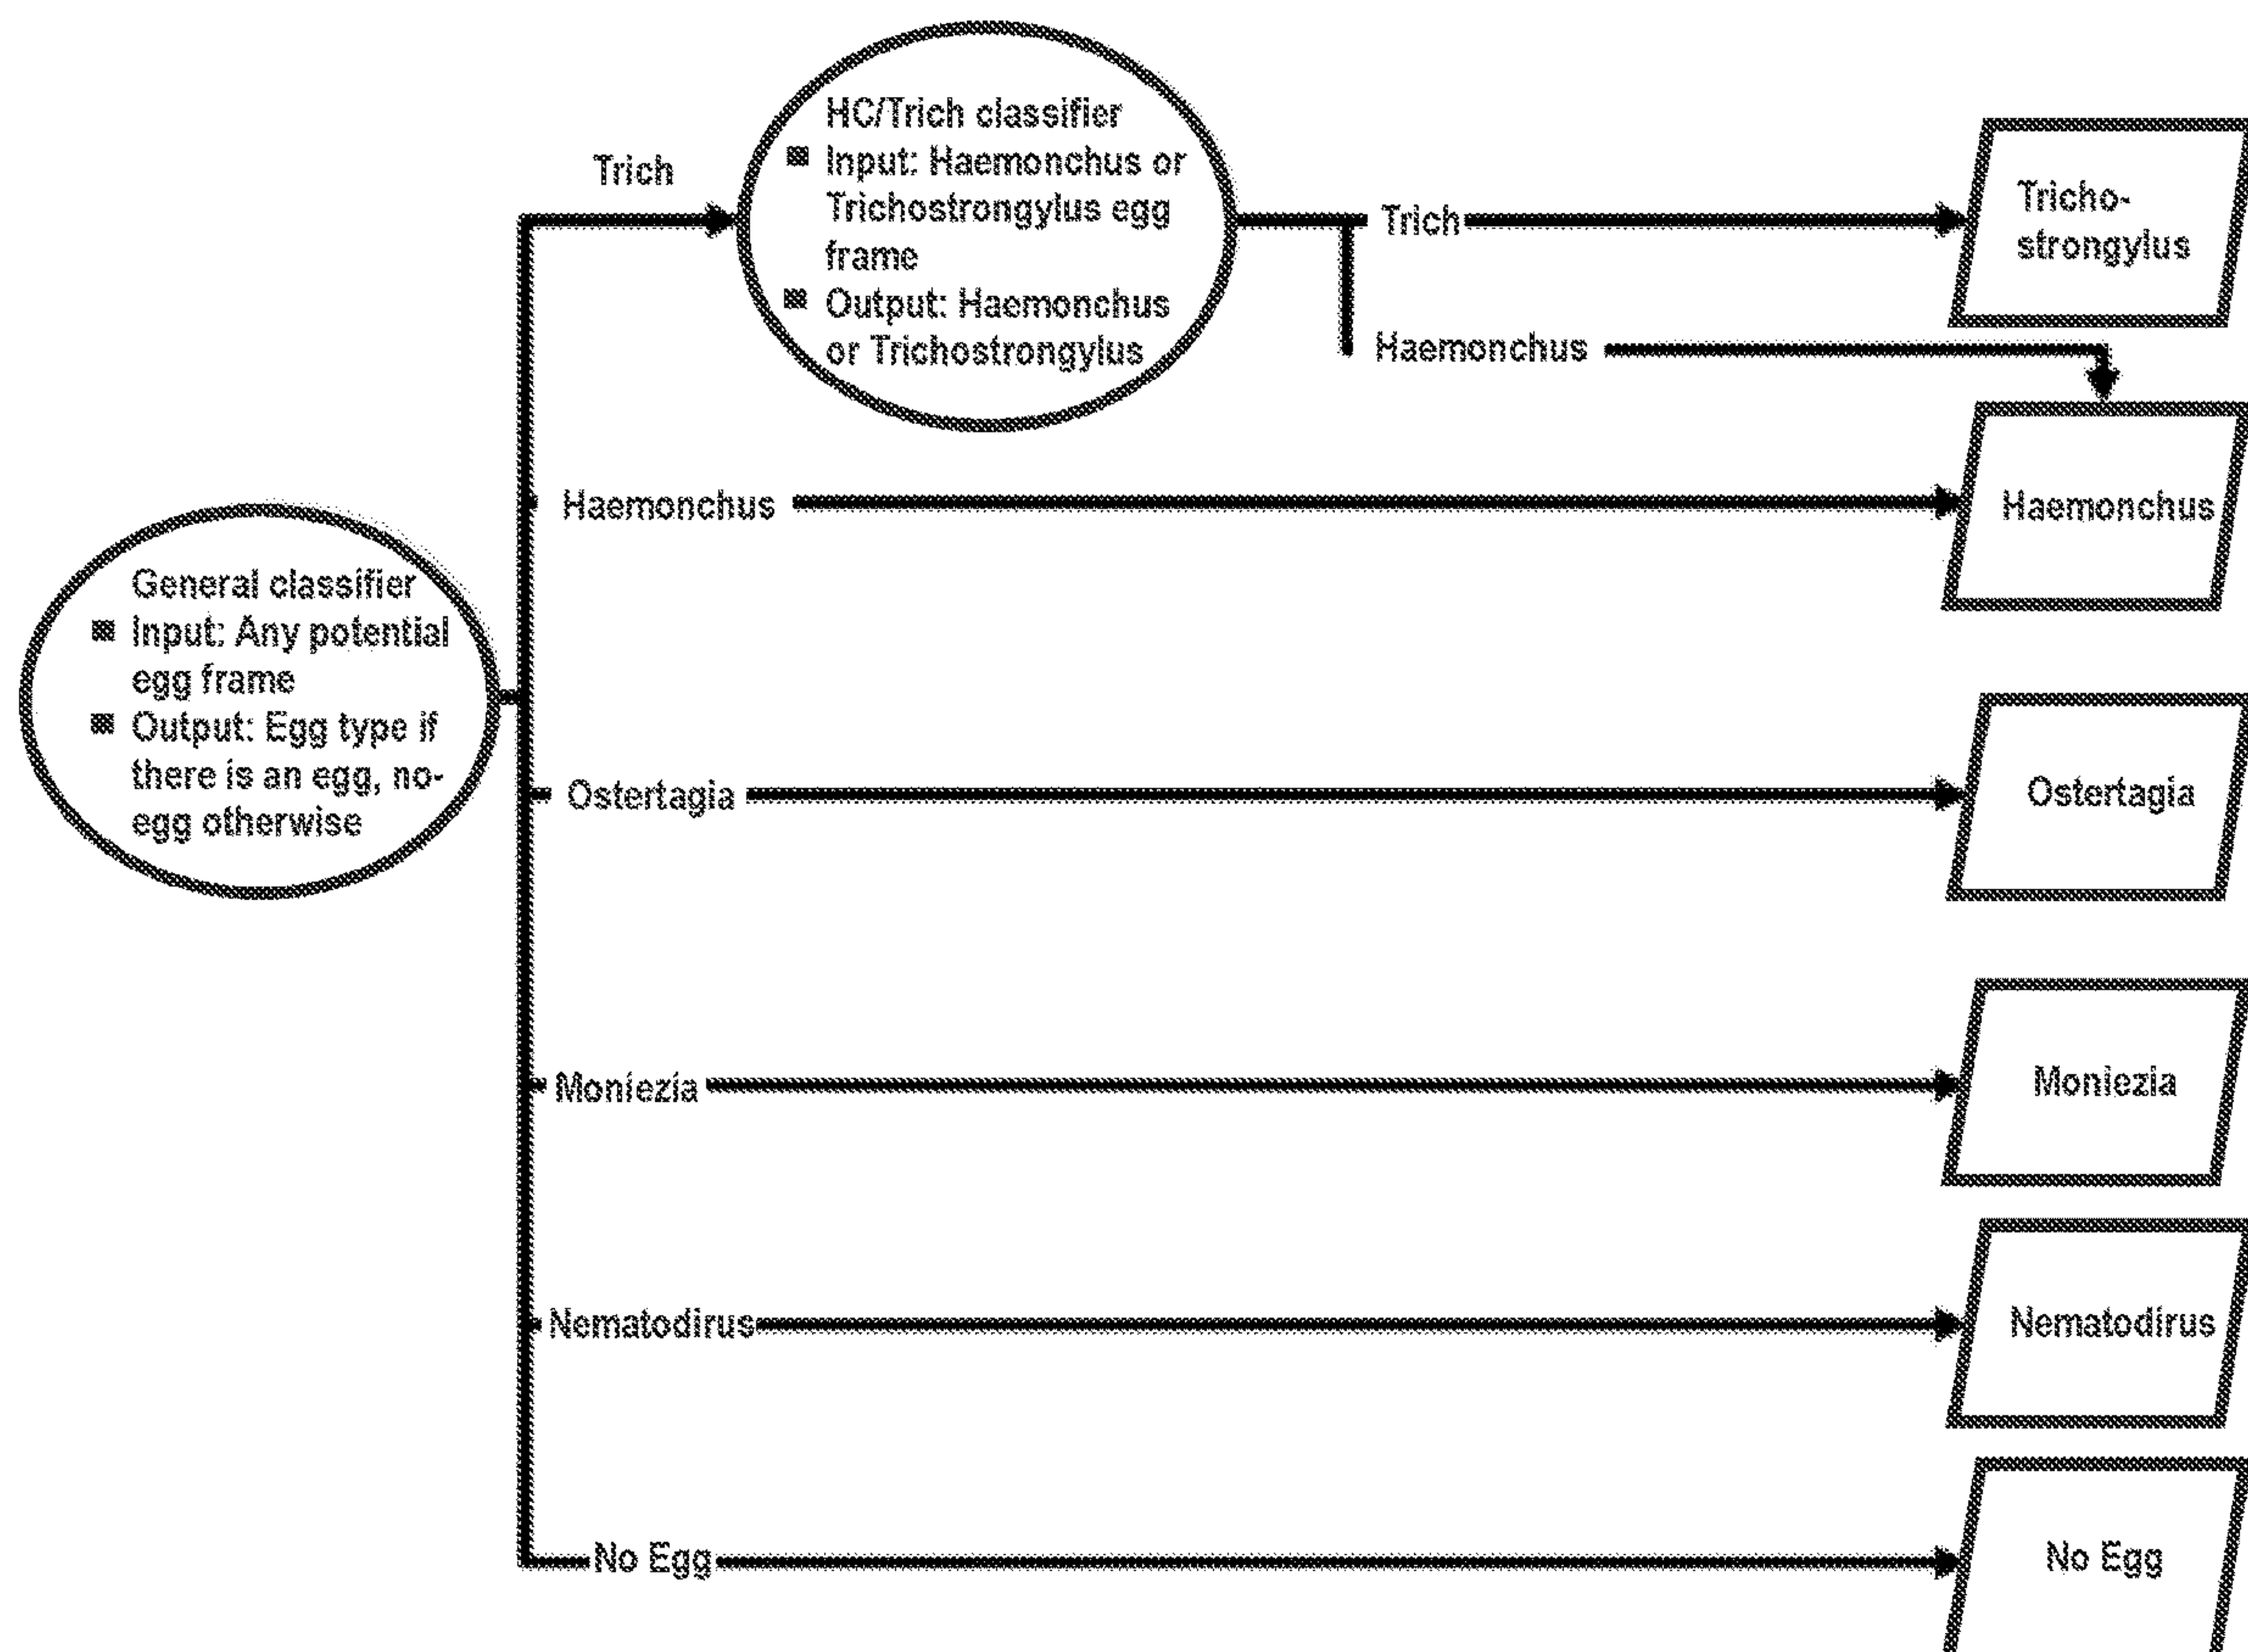 HC/Trich classifier
■ Input: Haemonchus or
Trichostrongylus egg
frame
■ Output: Haemonchus
or Trichostrongylus
Trich
Trich
Tricho-
strongylus
Haemonchus
Haemonchus
Haemonchus
General classifier
■ Input: Any potential
egg frame
■ Output: Egg type if
there is an egg, no-
egg otherwise
Ostertagia
Ostertagia
Moniezia
Moniezia
Nematodirus
Nematodirus
No Egg
No Egg